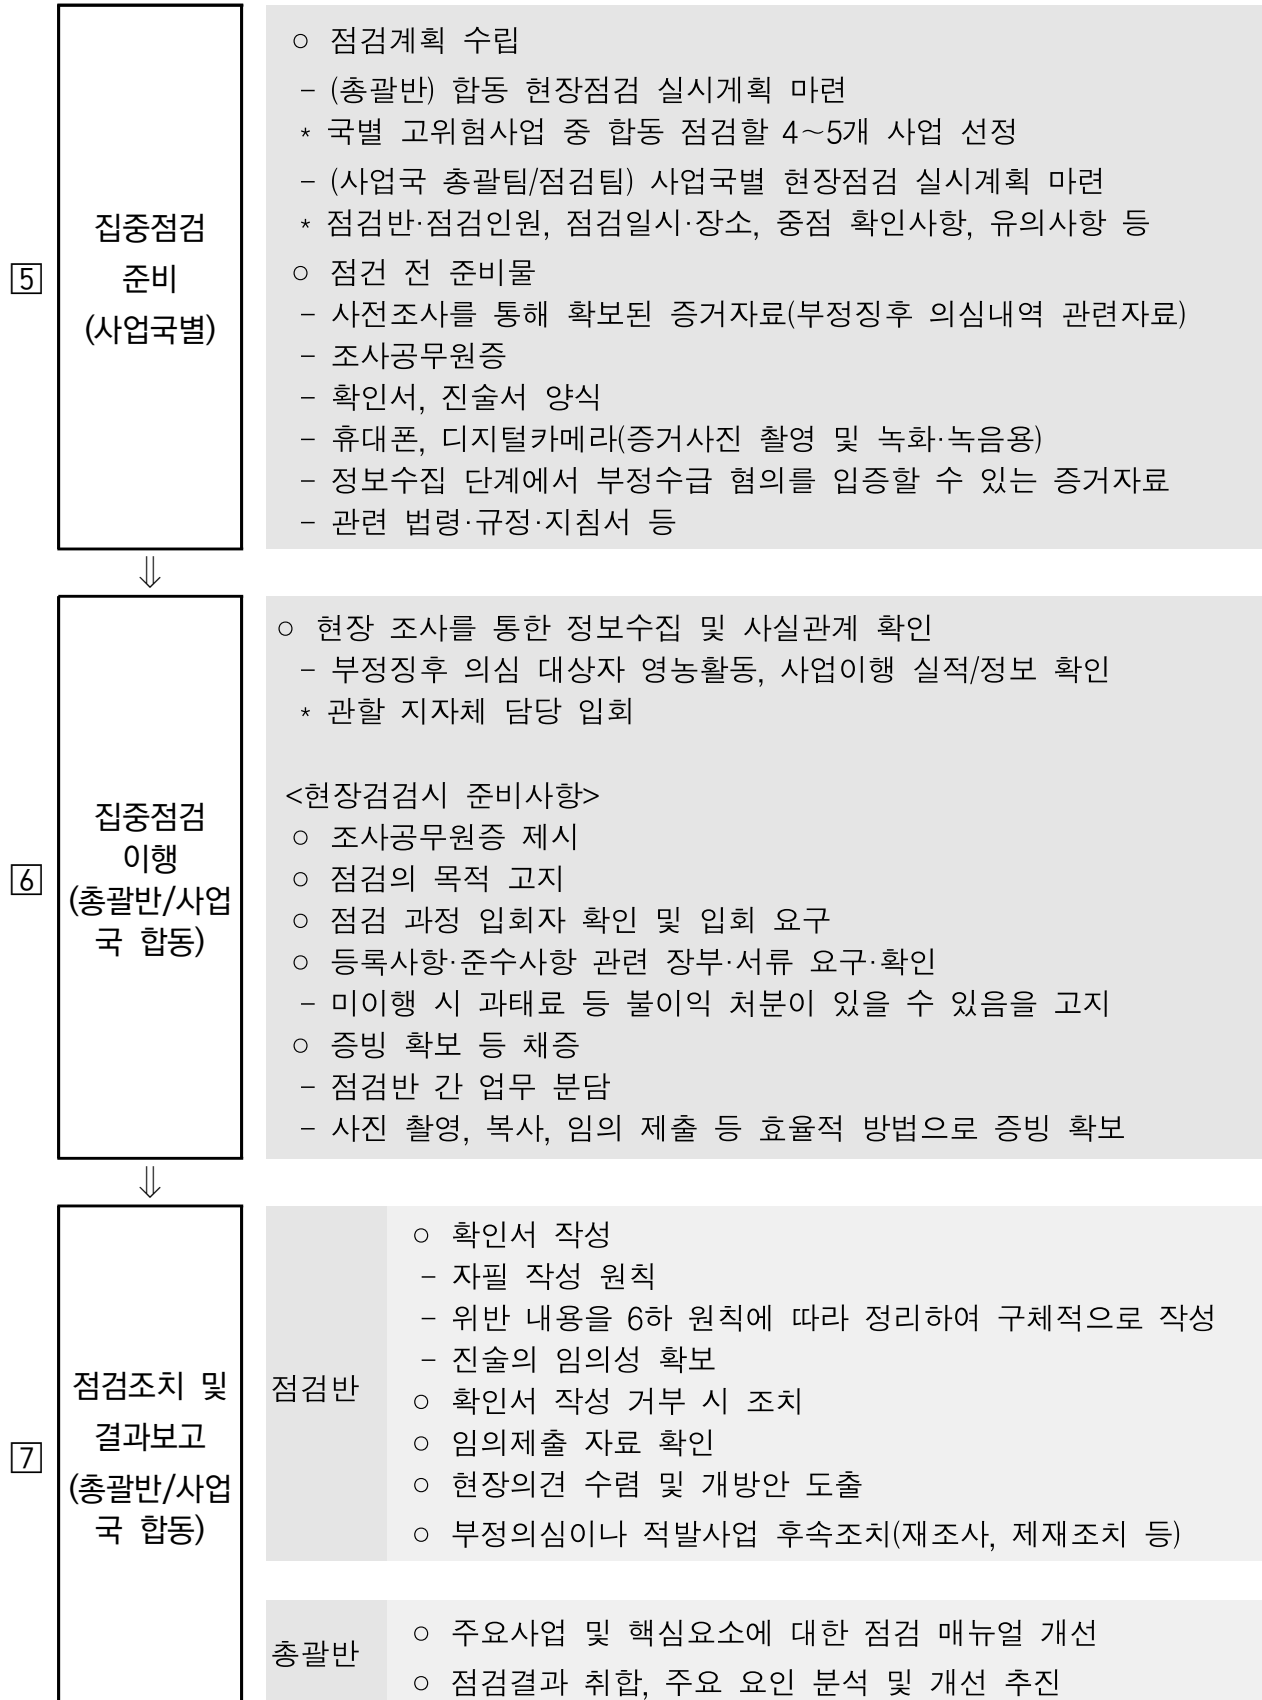 5
집중점검
준비
(사업국별)
○ 점검계획 수립
- (총괄반) 합동 현장점검 실시계획 마련
* 국별 고위험사업 중 합동 점검할 4~5개 사업 선정
- (사업국 총괄팀/점검팀) 사업국별 현장점검 실시계획 마련
* 점검반·점검인원, 점검일시·장소, 중점 확인사항, 유의사항 등
○ 점건 전 준비물
- 사전조사를 통해 확보된 증거자료(부정징후 의심내역 관련자료)
- 조사공무원증
- 확인서, 진술서 양식
- 휴대폰, 디지털카메라(증거사진 촬영 및 녹화·녹음용)
- 정보수집 단계에서 부정수급 혐의를 입증할 수 있는 증거자료
- 관련 법령·규정·지침서 등
⇓
6
집중점검
이행
(총괄반/사업
국 합동)
○ 현장 조사를 통한 정보수집 및 사실관계 확인
- 부정징후 의심 대상자 영농활동, 사업이행 실적/정보 확인
* 관할 지자체 담당 입회
<현장검검시 준비사항>
○ 조사공무원증 제시
○ 점검의 목적 고지
○ 점검 과정 입회자 확인 및 입회 요구
○ 등록사항·준수사항 관련 장부·서류 요구·확인
- 미이행 시 과태료 등 불이익 처분이 있을 수 있음을 고지
○ 증빙 확보 등 채증
- 점검반 간 업무 분담
- 사진 촬영, 복사, 임의 제출 등 효율적 방법으로 증빙 확보
⇓
7
점검조치 및
결과보고
(총괄반/사업
국 합동)
점검반
○ 확인서 작성
- 자필 작성 원칙
- 위반 내용을 6하 원칙에 따라 정리하여 구체적으로 작성
- 진술의 임의성 확보
○ 확인서 작성 거부 시 조치
○ 임의제출 자료 확인
○ 현장의견 수렴 및 개방안 도출
○ 부정의심이나 적발사업 후속조치(재조사, 제재조치 등)
총괄반
○ 주요사업 및 핵심요소에 대한 점검 매뉴얼 개선
○ 점검결과 취합, 주요 요인 분석 및 개선 추진